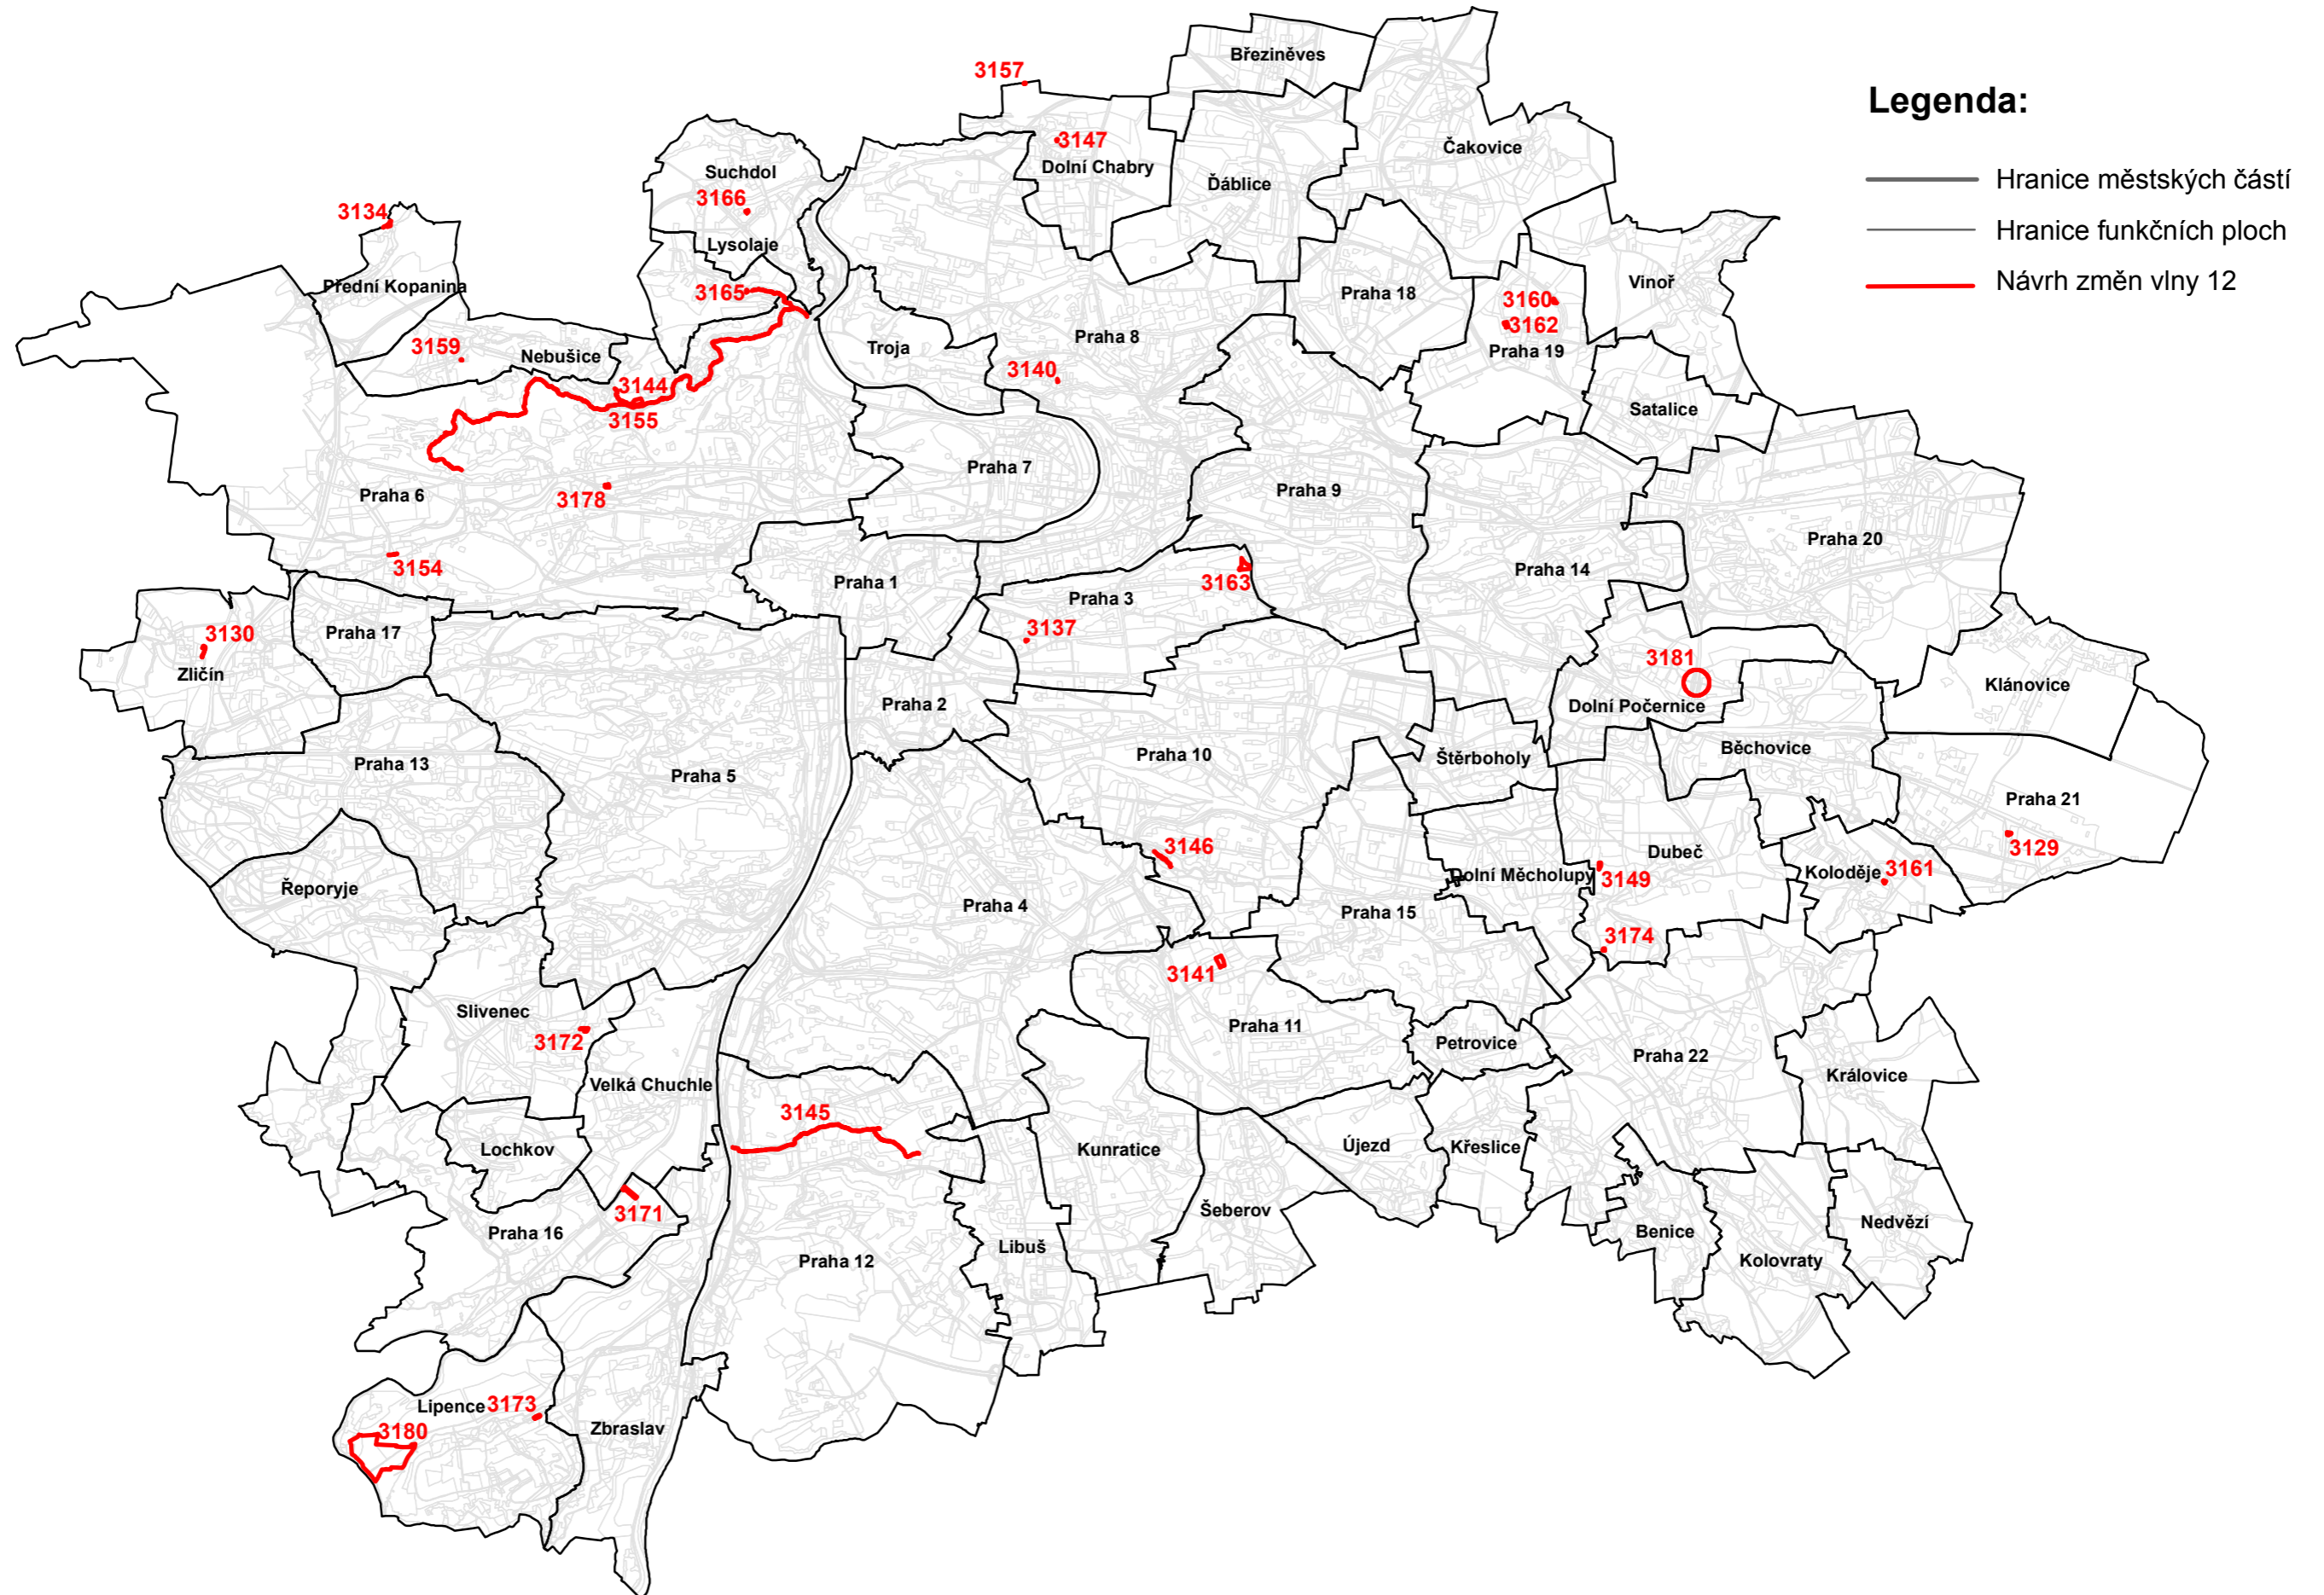 Březiněves
3157
Legenda:
3147
Čakovice
Dolní Chabry
Suchdol
Ďáblice
Hranice městských částí
3166
3134
Hranice funkčních ploch
Lysolaje
Přední Kopanina
Vinoř
Návrh změn vlny 12
3165
Praha 18
3160
3162
Praha 8
Troja
3159
Nebušice
Praha 19
3140
3144
3155
Satalice
Praha 7
Praha 6
3178
Praha 9
Praha 20
3154
Praha 1
3163
Praha 14
Praha 3
3130
Praha 17
3137
3181
Zličín
Klánovice
Praha 2
Dolní Počernice
Běchovice
Praha 13
Praha 5
Praha 10
Štěrboholy
Praha 21
3146
3129
Dubeč
Řeporyje
Dolní Měcholupy
3149
Koloděje
3161
Praha 4
Praha 15
3174
3141
Slivenec
3172
Praha 11
Petrovice
Praha 22
Velká Chuchle
Královice
3145
Lochkov
Kunratice
Újezd
Křeslice
3171
Šeberov
Praha 16
Libuš
Benice
Nedvězí
Praha 12
Kolovraty
Lipence
3173
3180
Zbraslav